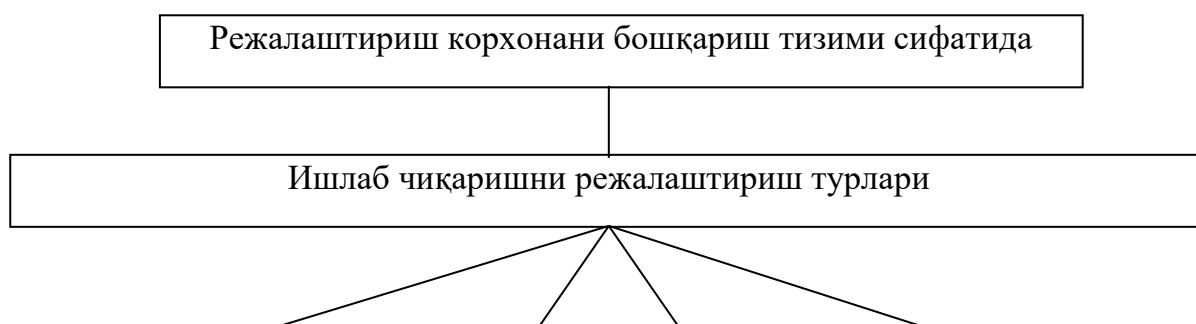 Режалаштириш корхонани бошқариш тизими сифатида
Ишлаб чиқаришни режалаштириш турлари